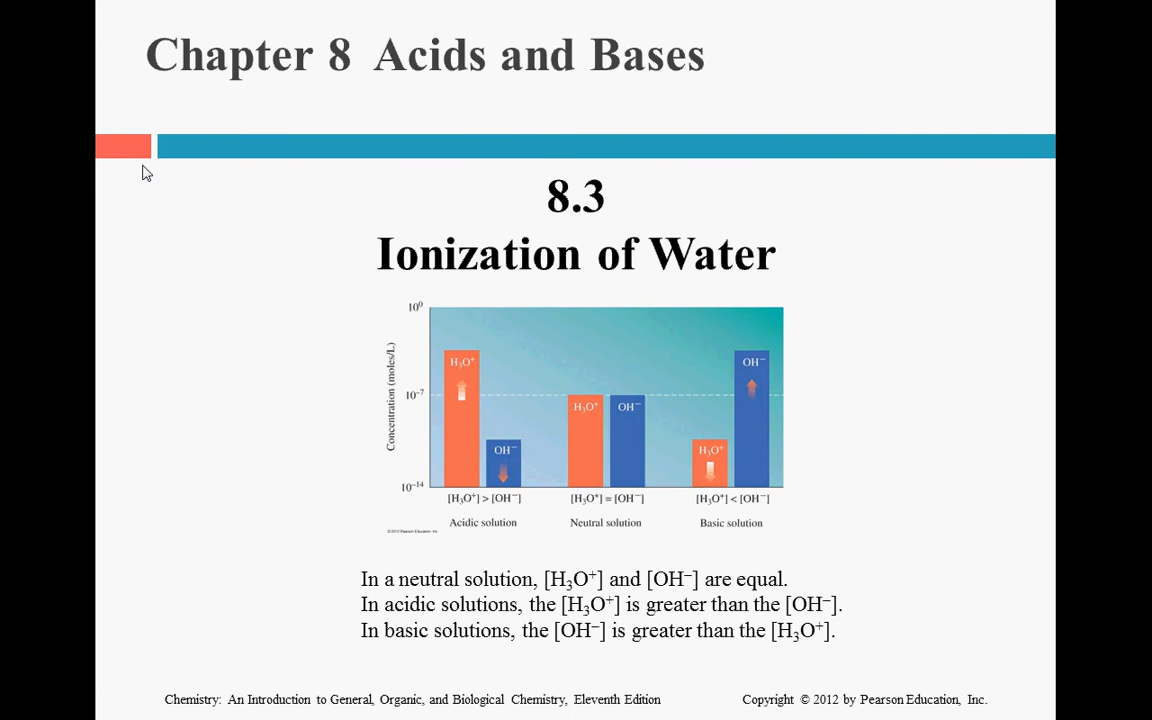 Chapter 8 Acids and Bases
8.3
Ionization of Water
10⁰
Concentration (moles/L)
H₃O⁺
OH⁻
10⁻⁷
H₃O⁺
OH⁻
OH⁻
H₃O⁺
10⁻¹⁴
[H₃O⁺] > [OH⁻]
[H₃O⁺] = [OH⁻]
[H₃O⁺] < [OH⁻]
Acidic solution
Neutral solution
Basic solution
© 2012 Pearson Education, Inc.
In a neutral solution, [H₃O⁺] and [OH⁻] are equal.
In acidic solutions, the [H₃O⁺] is greater than the [OH⁻].
In basic solutions, the [OH⁻] is greater than the [H₃O⁺].
Chemistry: An Introduction to General, Organic, and Biological Chemistry, Eleventh Edition
Copyright © 2012 by Pearson Education, Inc.